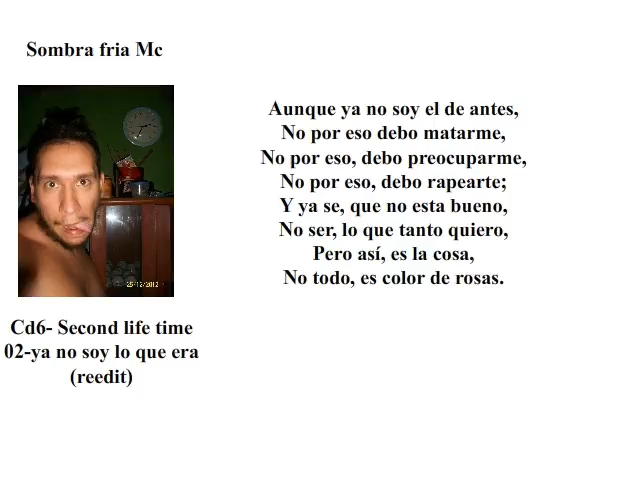 Sombra fria Mc
Aunque ya no soy el de antes,
No por eso debo matarme,
No por eso, debo preocuparme,
No por eso, debo rapearte;
Y ya se, que no esta bueno,
No ser, lo que tanto quiero,
Pero así, es la cosa,
No todo, es color de rosas.
25/12/2012
Cd6- Second life time
02-ya no soy lo que era
(reedit)